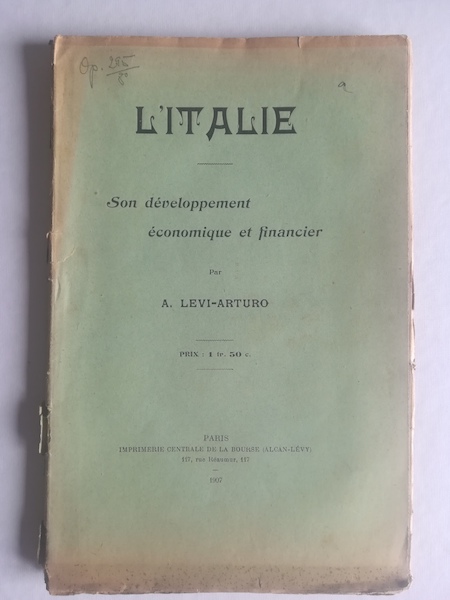 Op.
a
L'ITALIE
Son développement
économique et financier
Par
A. LEVI-ARTURO
PRIX : 1 fr. 50 c.
PARIS
IMPRIMERIE CENTRALE DE LA BOURSE (ALCAN-LÉVY)
117, rue Réaumur, 117
1907